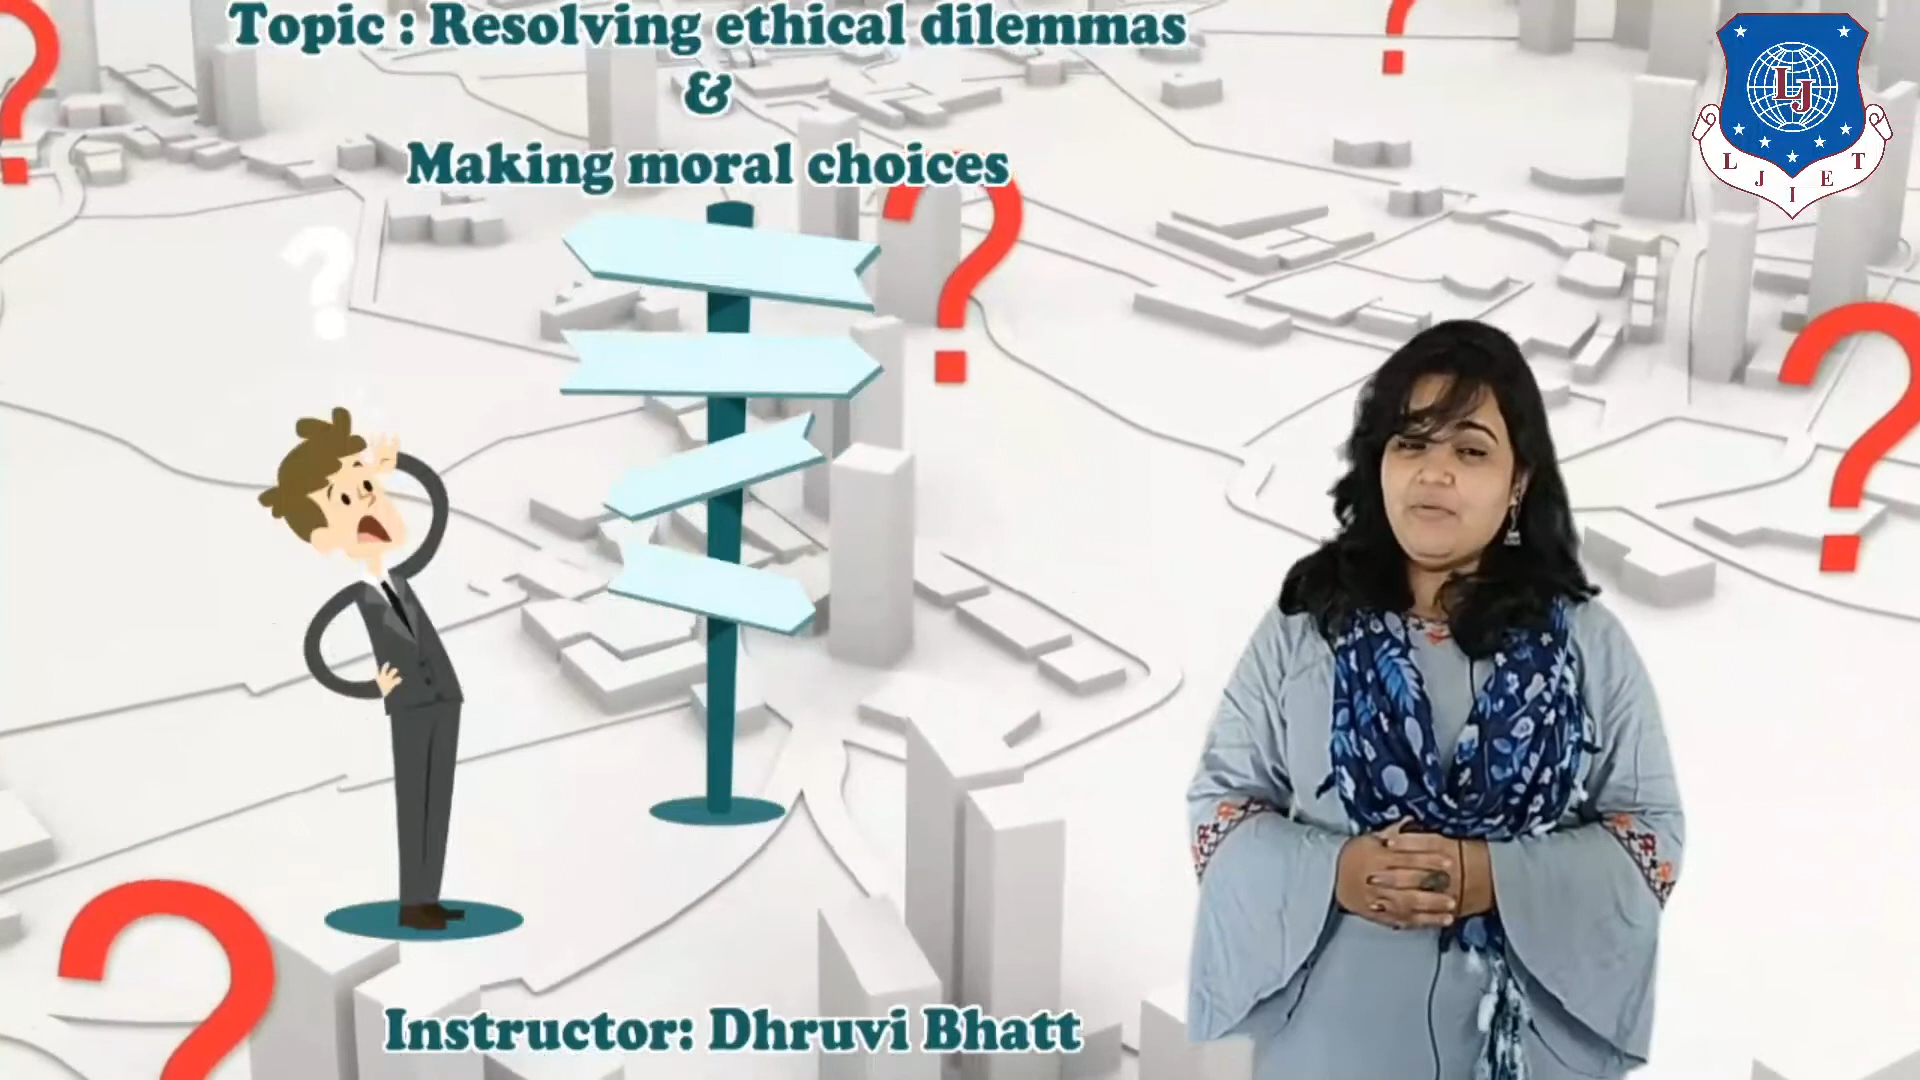 Topic : Resolving ethical dilemmas
&
Making moral choices
LJ
L J I E T
Instructor: Dhruvi Bhatt